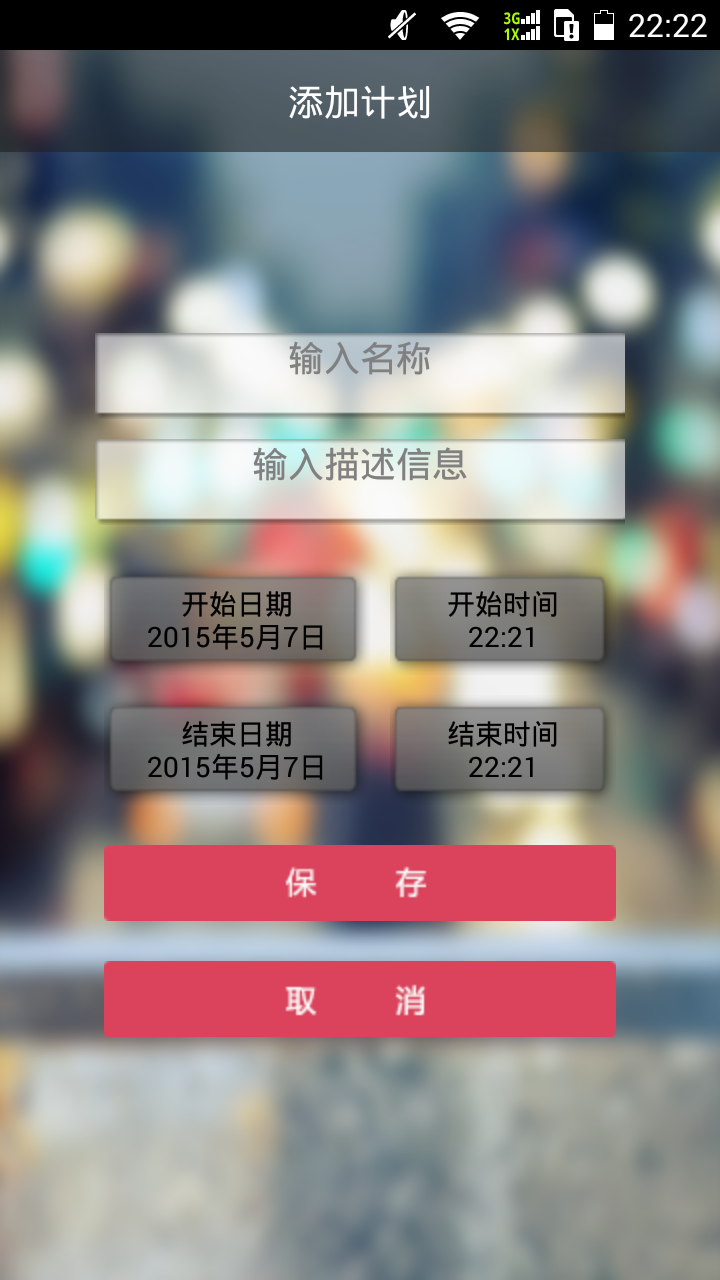 3G
1X
22:22
添加计划
输入名称
输入描述信息
开始日期
2015年5月7日
开始时间
22:21
结束日期
2015年5月7日
结束时间
22:21
保 存
取 消